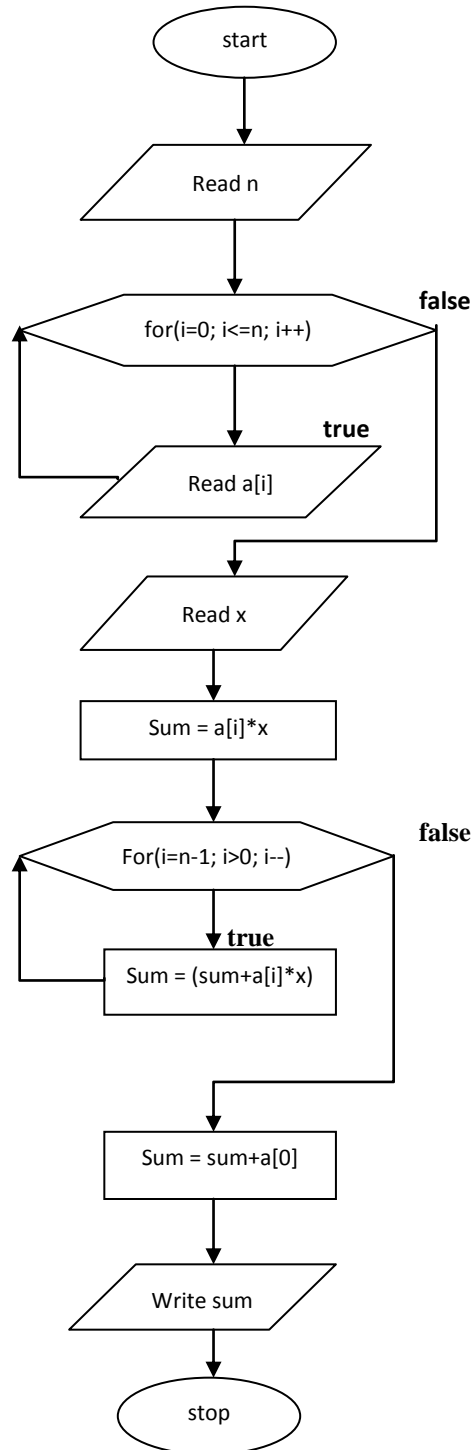 start
Read n
false
for(i=0; i<=n; i++)
true
Read a[i]
Read x
Sum = a[i]*x
false
For(i=n-1; i>0; i--)
true
Sum = (sum+a[i]*x)
Sum = sum+a[0]
Write sum
stop